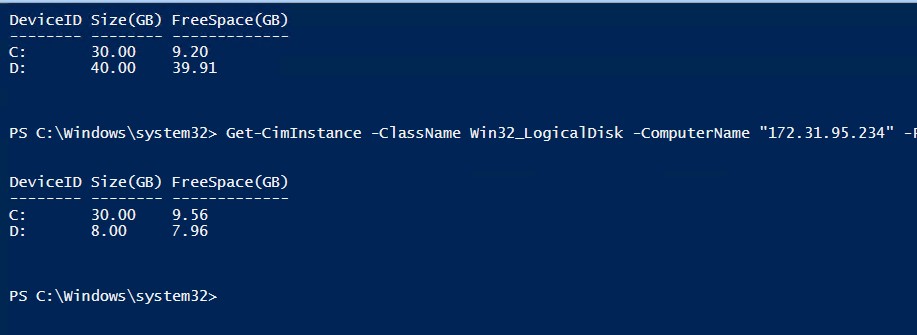 DeviceID Size(GB) FreeSpace(GB)
-------- -------- -------------
C:       30.00    9.20
D:       40.00    39.91
PS C:\Windows\system32> Get-CimInstance -ClassName Win32_LogicalDisk -ComputerName "172.31.95.234" -F
DeviceID Size(GB) FreeSpace(GB)
-------- -------- -------------
C:       30.00    9.56
D:       8.00     7.96
PS C:\Windows\system32>